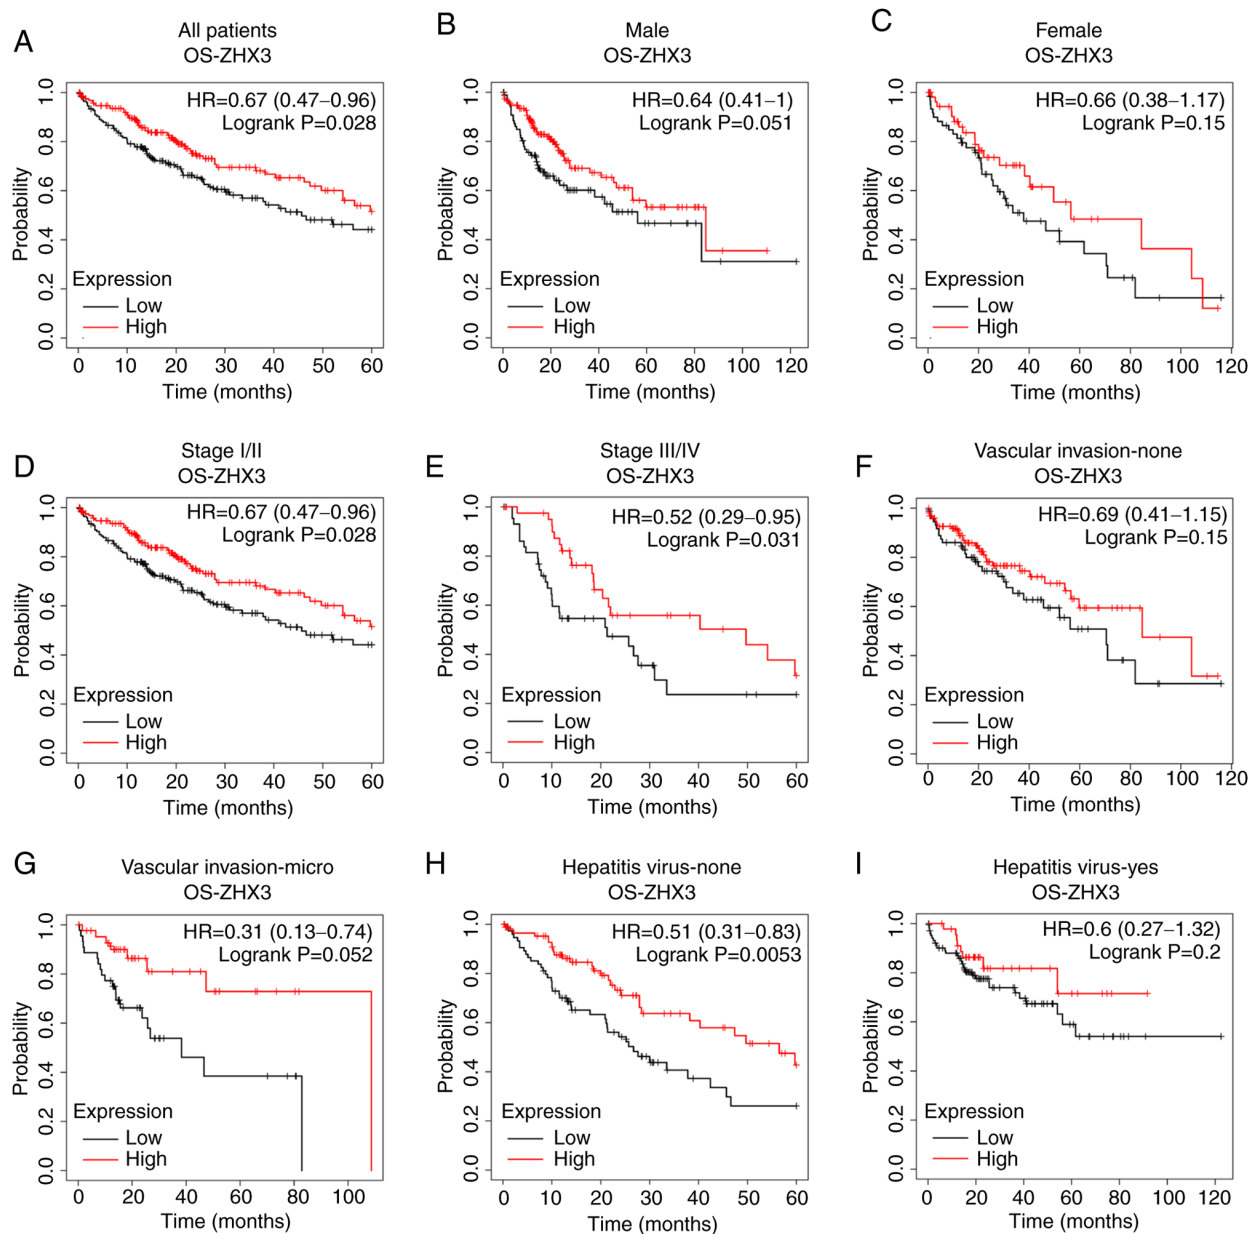 A
All patients
OS-ZHX3
HR=0.67 (0.47–0.96)
Logrank P=0.028
Probability
0.0 0.2 0.4 0.6 0.8 1.0
Expression
Low
High
0 10 20 30 40 50 60
Time (months)
B
Male
OS-ZHX3
HR=0.64 (0.41–1)
Logrank P=0.051
Probability
0.0 0.2 0.4 0.6 0.8 1.0
Expression
Low
High
0 20 40 60 80 100 120
Time (months)
C
Female
OS-ZHX3
HR=0.66 (0.38–1.17)
Logrank P=0.15
Probability
0.0 0.2 0.4 0.6 0.8 1.0
Expression
Low
High
0 20 40 60 80 100 120
Time (months)
D
Stage I/II
OS-ZHX3
HR=0.67 (0.47–0.96)
Logrank P=0.028
Probability
0.0 0.2 0.4 0.6 0.8 1.0
Expression
Low
High
0 10 20 30 40 50 60
Time (months)
E
Stage III/IV
OS-ZHX3
HR=0.52 (0.29–0.95)
Logrank P=0.031
Probability
0.0 0.2 0.4 0.6 0.8 1.0
Expression
Low
High
0 10 20 30 40 50 60
Time (months)
F
Vascular invasion-none
OS-ZHX3
HR=0.69 (0.41–1.15)
Logrank P=0.15
Probability
0.0 0.2 0.4 0.6 0.8 1.0
Expression
Low
High
0 20 40 60 80 100 120
Time (months)
G
Vascular invasion-micro
OS-ZHX3
HR=0.31 (0.13–0.74)
Logrank P=0.052
Probability
0.0 0.2 0.4 0.6 0.8 1.0
Expression
Low
High
0 20 40 60 80 100
Time (months)
H
Hepatitis virus-none
OS-ZHX3
HR=0.51 (0.31–0.83)
Logrank P=0.0053
Probability
0.0 0.2 0.4 0.6 0.8 1.0
Expression
Low
High
0 10 20 30 40 50 60
Time (months)
I
Hepatitis virus-yes
OS-ZHX3
HR=0.6 (0.27–1.32)
Logrank P=0.2
Probability
0.0 0.2 0.4 0.6 0.8 1.0
Expression
Low
High
0 20 40 60 80 100 120
Time (months)